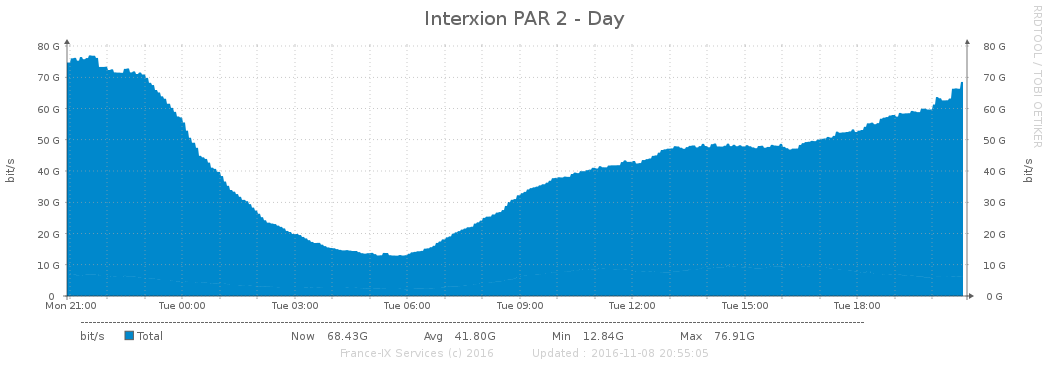 Interxion PAR 2 - Day
RRDTOOL / TOBI OETIKER
80 G 80 G
70 G 70 G
60 G 60 G
50 G 50 G
40 G 40 G
bit/s bit/s
30 G 30 G
20 G 20 G
10 G 10 G
0 0 G
Mon 21:00 Tue 00:00 Tue 03:00 Tue 06:00 Tue 09:00 Tue 12:00 Tue 15:00 Tue 18:00
bit/s Total Now 68.43G Avg 41.80G Min 12.84G Max 76.91G
France-IX Services (c) 2016 Updated : 2016-11-08 20:55:05